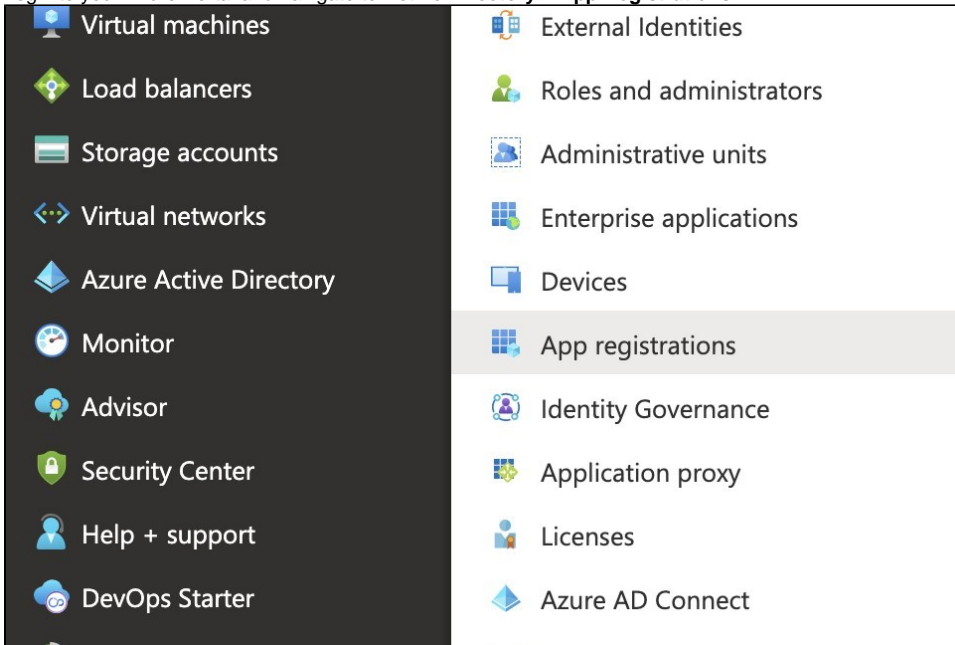 Virtual machines
Load balancers
Storage accounts
Virtual networks
Azure Active Directory
Monitor
Advisor
Security Center
Help + support
DevOps Starter
External Identities
Roles and administrators
Administrative units
Enterprise applications
Devices
App registrations
Identity Governance
Application proxy
Licenses
Azure AD Connect